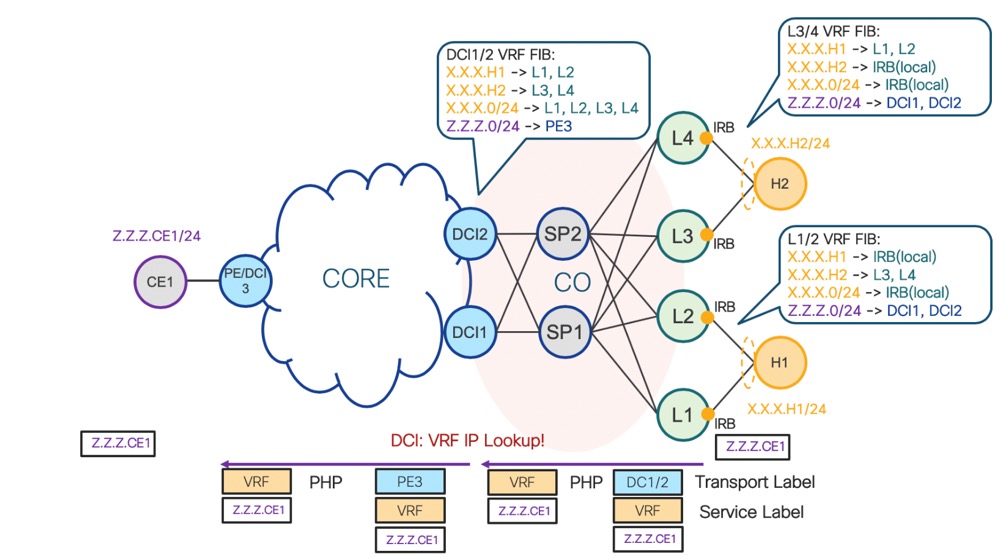 DCI1/2 VRF FIB:
X.X.X.H1 -> L1, L2
X.X.X.H2 -> L3, L4
X.X.X.0/24 -> L1, L2, L3, L4
Z.Z.Z.0/24 -> PE3
L3/4 VRF FIB:
X.X.X.H1 -> L1, L2
X.X.X.H2 -> IRB(local)
X.X.X.0/24 -> IRB(local)
Z.Z.Z.0/24 -> DCI1, DCI2
L4
IRB
X.X.X.H2/24
H2
Z.Z.Z.CE1/24
CE1
PE/DCI
3
CORE
DCI2
SP2
L3
IRB
CO
L1/2 VRF FIB:
X.X.X.H1 -> IRB(local)
X.X.X.H2 -> L3, L4
X.X.X.0/24 -> IRB(local)
Z.Z.Z.0/24 -> DCI1, DCI2
DCI1
SP1
L2
IRB
H1
X.X.X.H1/24
L1
IRB
Z.Z.Z.CE1
DCI: VRF IP Lookup!
Z.Z.Z.CE1
VRF
PHP
PE3
VRF
PHP
DC1/2
Transport Label
Z.Z.Z.CE1
VRF
Z.Z.Z.CE1
VRF
Service Label
Z.Z.Z.CE1
Z.Z.Z.CE1